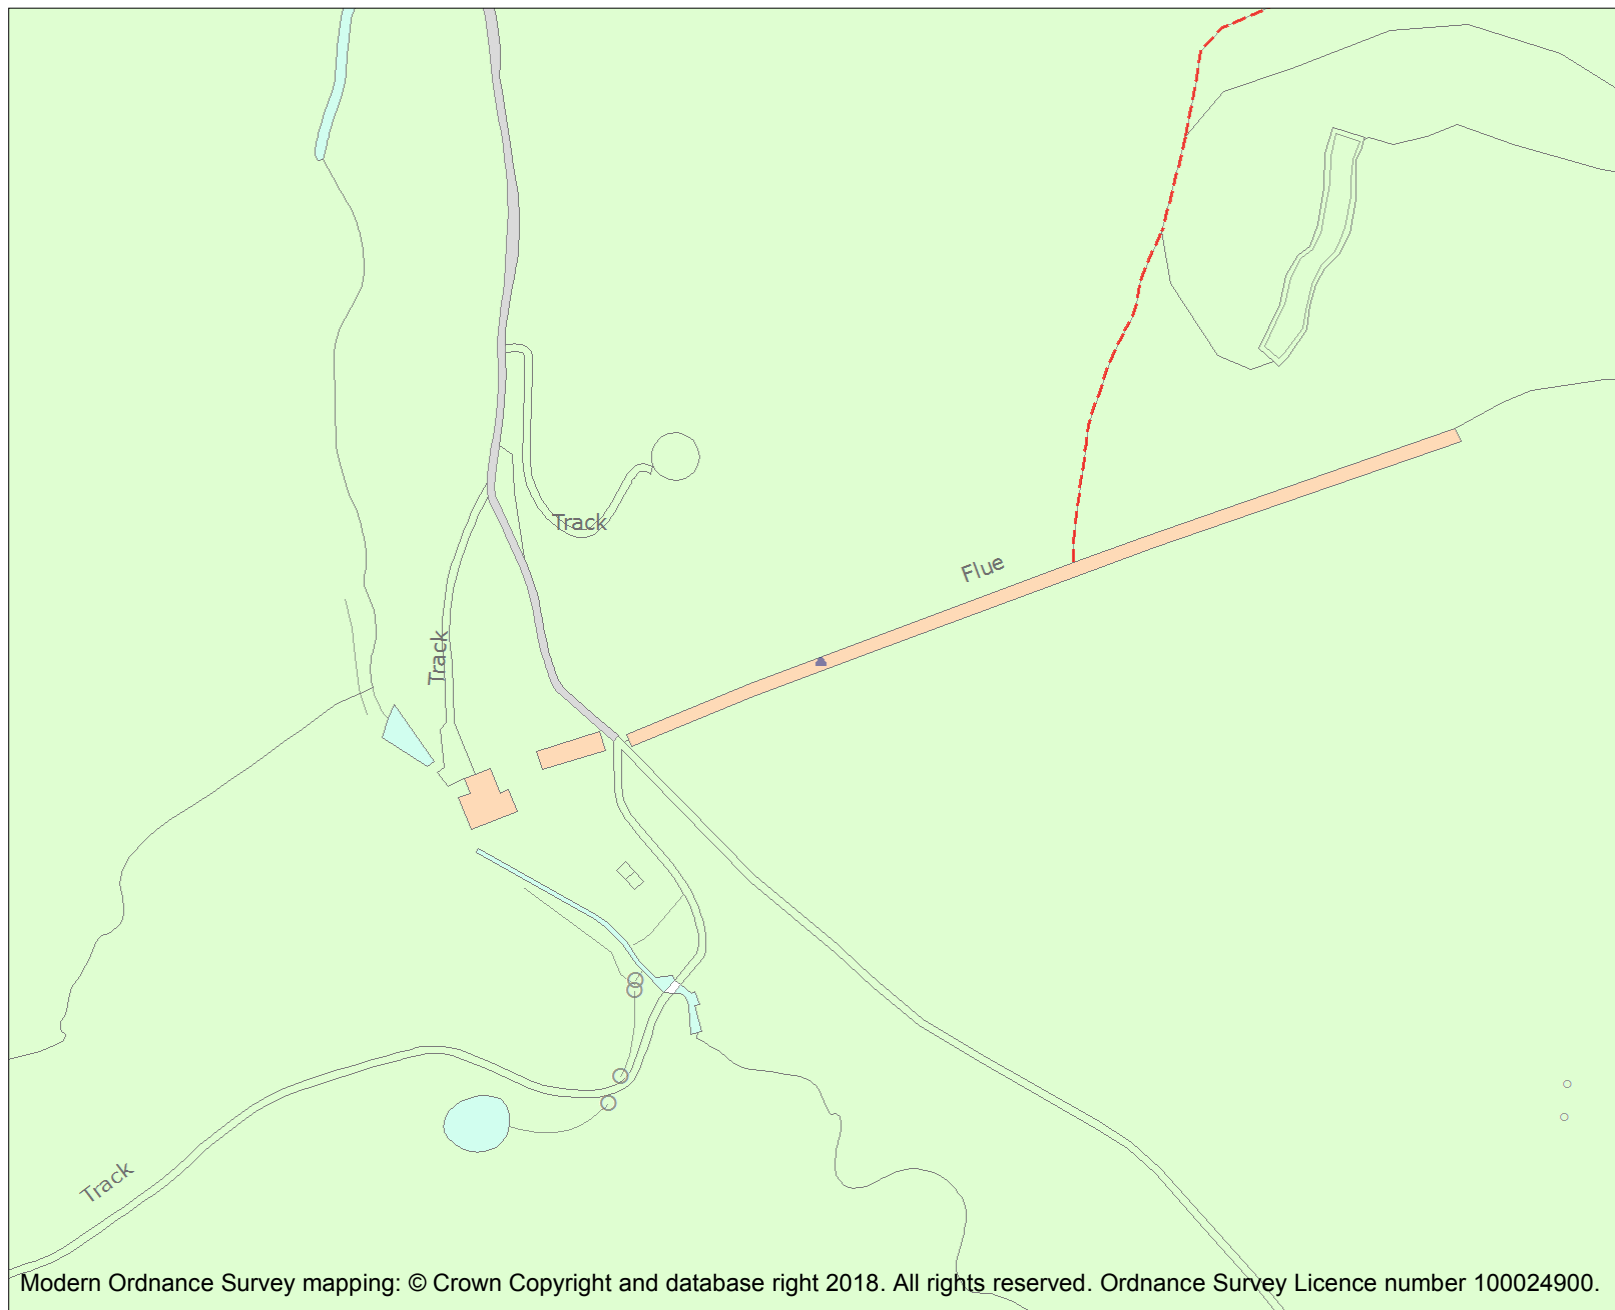 Track
Flue
Track
Track
Modern Ordnance Survey mapping: © Crown Copyright and database right 2018. All rights reserved. Ordnance Survey Licence number 100024900.